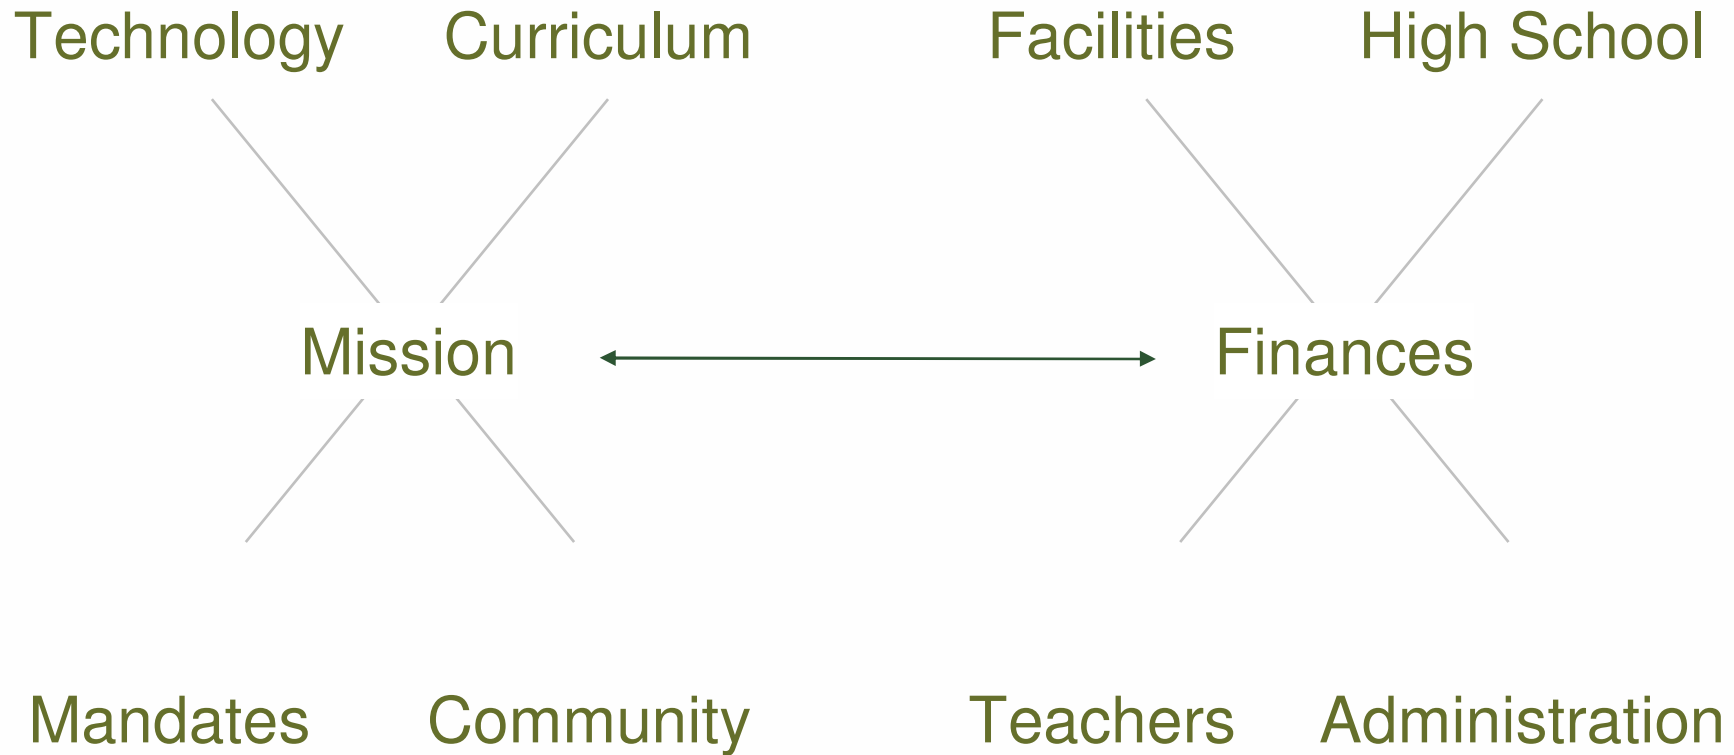 Technology Curriculum Facilities High School
Mission Finances
Mandates Community Teachers Administration